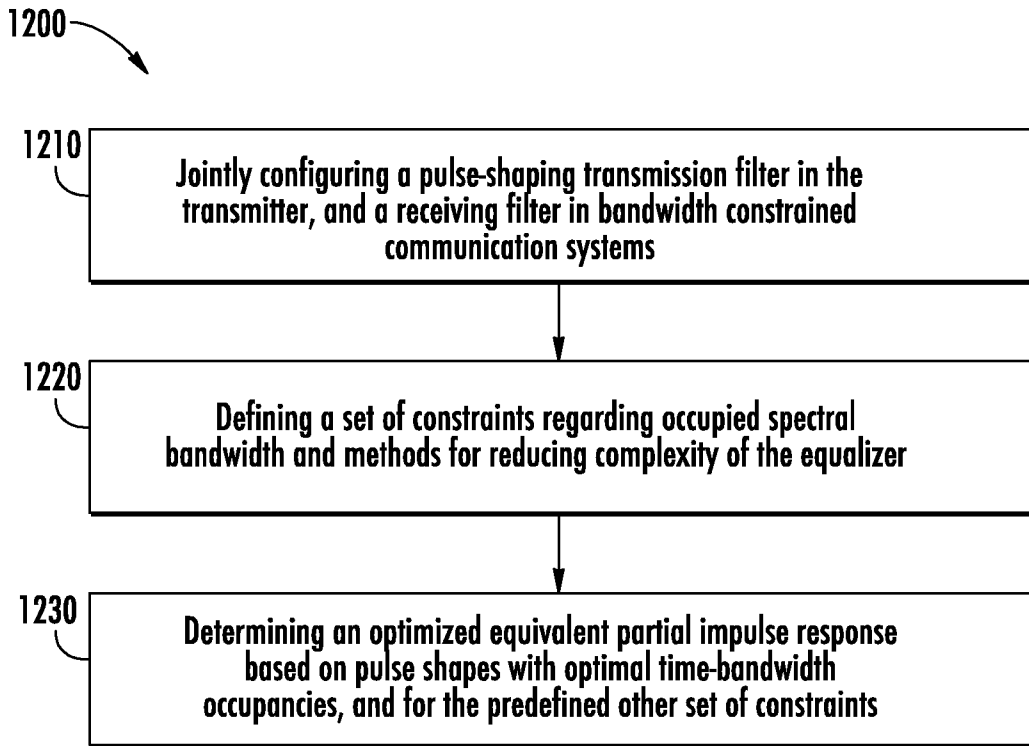 1200
1210
Jointly configuring a pulse-shaping transmission filter in the
transmitter, and a receiving filter in bandwidth constrained
communication systems
1220
Defining a set of constraints regarding occupied spectral
bandwidth and methods for reducing complexity of the equalizer
1230
Determining an optimized equivalent partial impulse response
based on pulse shapes with optimal time-bandwidth
occupancies, and for the predefined other set of constraints